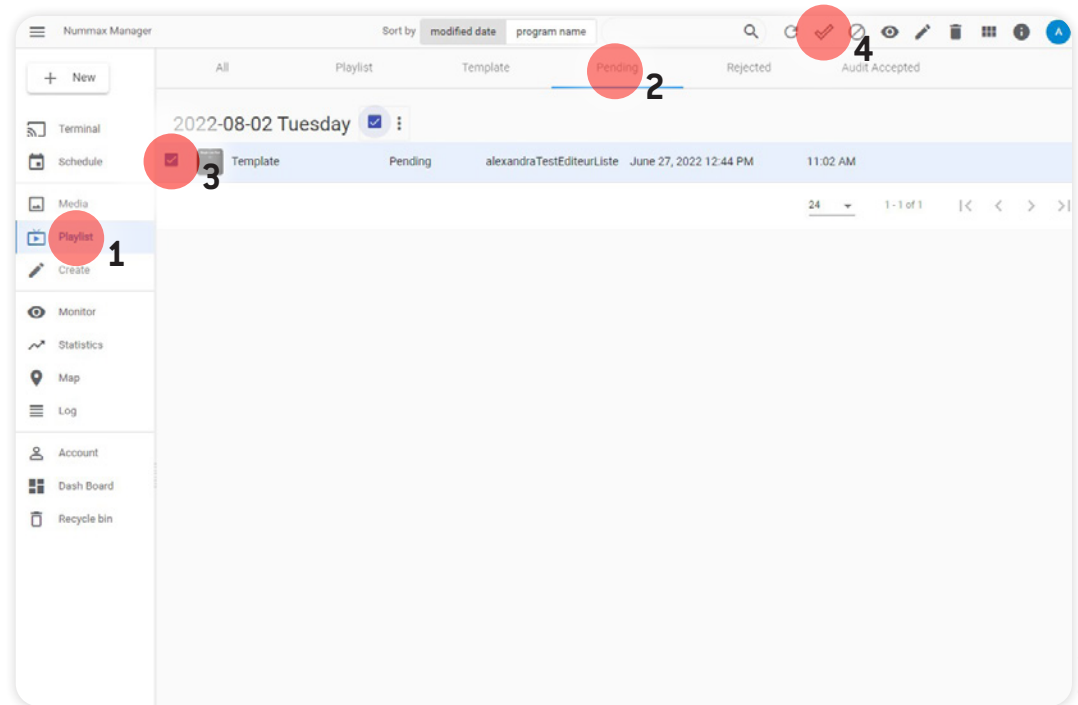 Nummax Manager Sort by modified date program name A
4
+ New
All Playlist Template Pending Rejected Audit Accepted
2
Terminal
2022-08-02 Tuesday
Schedule
Template Pending alexandraTestEditeurListe June 27, 2022 12:44 PM 11:02 AM
3
Media
24 1 - 1 of 1
Playlist
1
Create
Monitor
Statistics
Map
Log
Account
Dash Board
Recycle bin